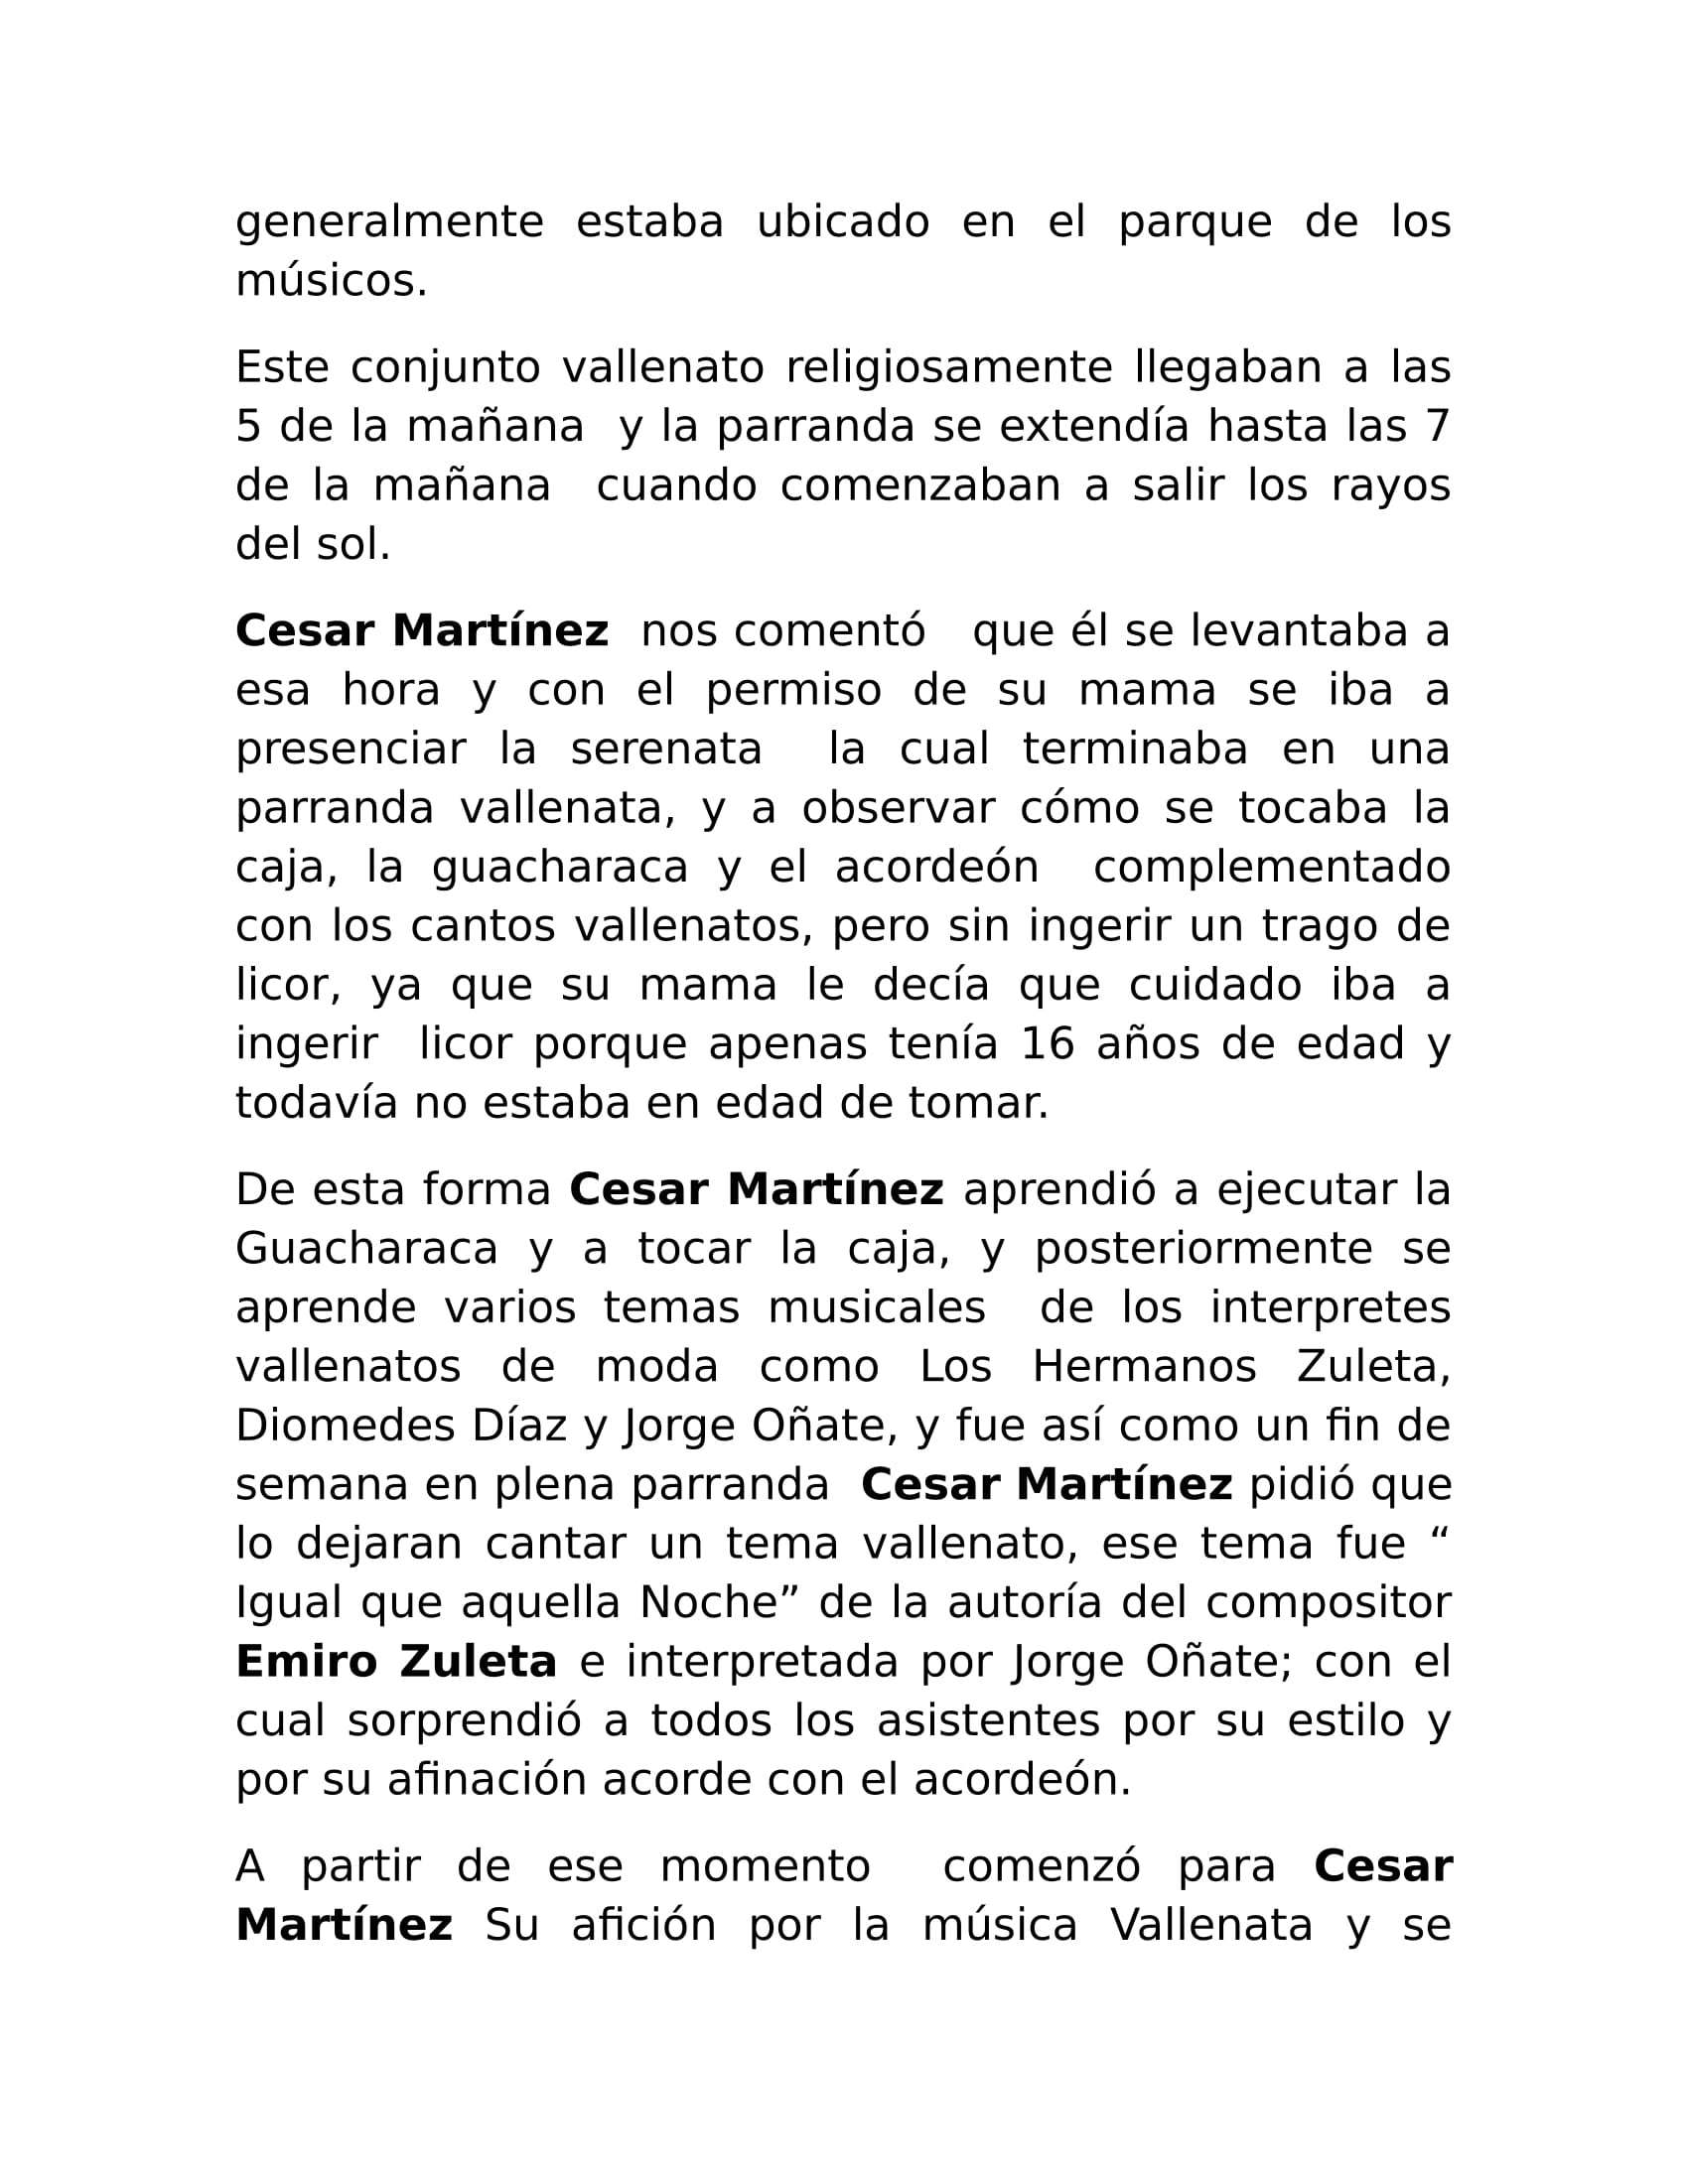 generalmente estaba ubicado en el parque de los
músicos.
Este conjunto vallenato religiosamente llegaban a las
5 de la mañana  y la parranda se extendía hasta las 7
de la mañana  cuando comenzaban a salir los rayos
del sol.
Cesar Martínez  nos comentó   que él se levantaba a
esa hora y con el permiso de su mama se iba a
presenciar la serenata  la cual terminaba en una
parranda vallenata, y a observar cómo se tocaba la
caja, la guacharaca y el acordeón  complementado
con los cantos vallenatos, pero sin ingerir un trago de
licor, ya que su mama le decía que cuidado iba a
ingerir  licor porque apenas tenía 16 años de edad y
todavía no estaba en edad de tomar.
De esta forma Cesar Martínez aprendió a ejecutar la
Guacharaca y a tocar la caja, y posteriormente se
aprende varios temas musicales  de los interpretes
vallenatos de moda como Los Hermanos Zuleta,
Diomedes Díaz y Jorge Oñate, y fue así como un fin de
semana en plena parranda  Cesar Martínez pidió que
lo dejaran cantar un tema vallenato, ese tema fue “
Igual que aquella Noche” de la autoría del compositor
Emiro Zuleta e interpretada por Jorge Oñate; con el
cual sorprendió a todos los asistentes por su estilo y
por su afinación acorde con el acordeón.
A partir de ese momento  comenzó para Cesar
Martínez Su afición por la música Vallenata y se